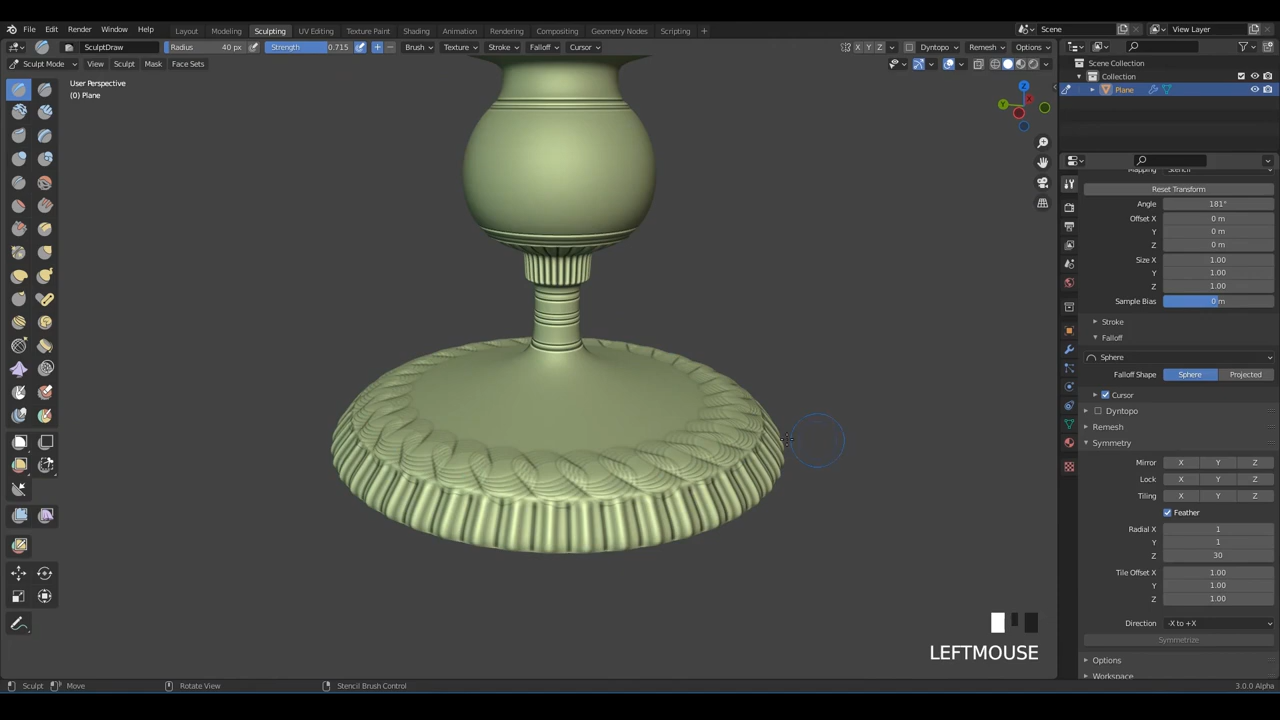 File Edit Render Window Help Layout Modeling Sculpting UV Editing Texture Paint Shading Animation Rendering Compositing Geometry Nodes Scripting Scene View Layer
SculptDraw Radius 40 px Strength 0.715 Brush Texture Stroke Falloff Cursor X Y Z Dyntopo Remesh Options
Sculpt Mode View Sculpt Mask Face Sets
Scene Collection
Collection
Plane
User Perspective
(0) Plane
Z
Y
X
Mapping Stencil
Reset Transform
Angle 181°
Offset X 0 m
Y 0 m
Z 0 m
Size X 1.00
Y 1.00
Z 1.00
Sample Bias 0 m
Stroke
Falloff
Sphere
Falloff Shape Sphere Projected
Cursor
Dyntopo
Remesh
Symmetry
Mirror X Y Z
Lock X Y Z
Tiling X Y Z
Feather
Radial X 1
Y 1
Z 30
Tile Offset X 1.00
Y 1.00
Z 1.00
Direction -X to +X
Symmetrize
Options
Workspace
LEFTMOUSE
Sculpt Move Rotate View Stencil Brush Control 3.0.0 Alpha